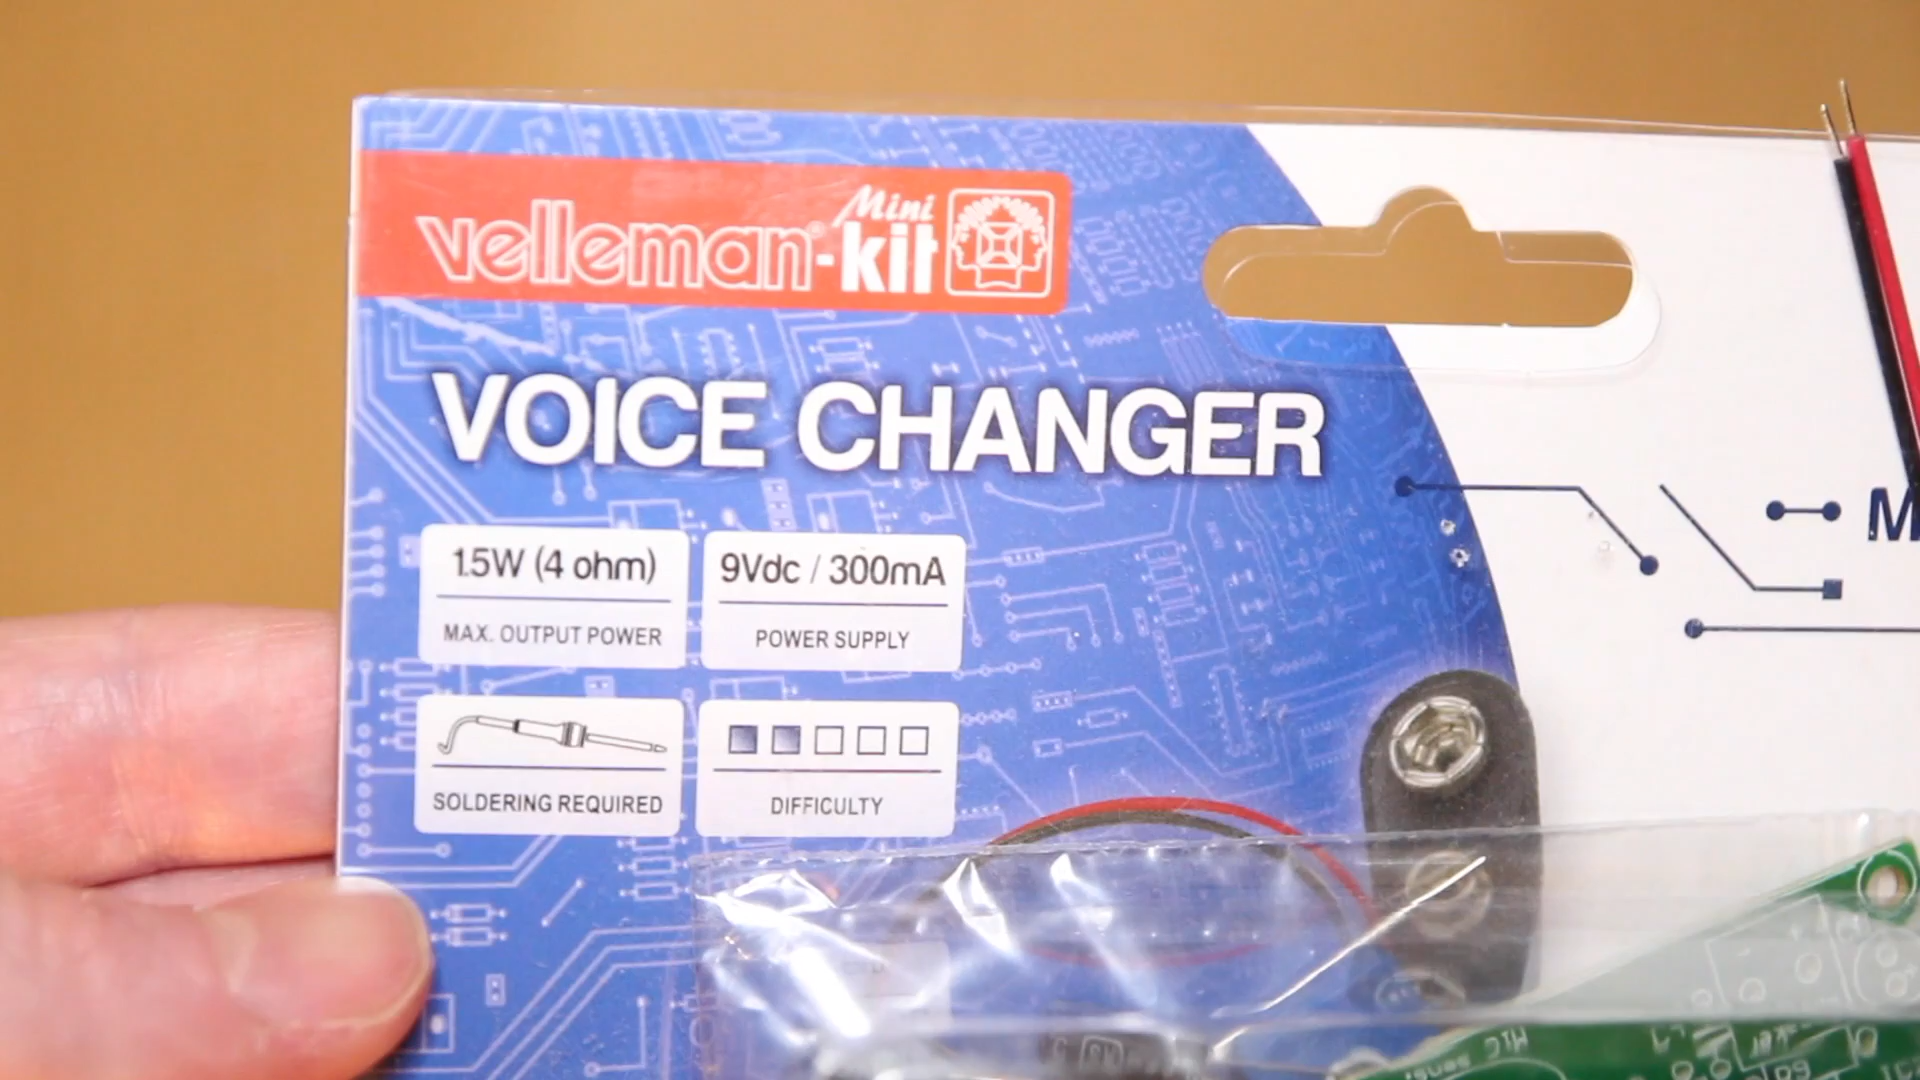 velleman®-kit
Mini
VOICE CHANGER
1.5W (4 ohm)
MAX. OUTPUT POWER
9Vdc / 300mA
POWER SUPPLY
SOLDERING REQUIRED
DIFFICULTY
M